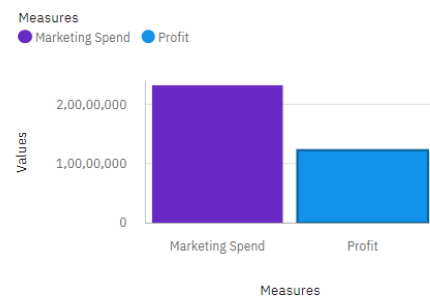 Measures
Marketing Spend Profit
2,00,00,000
1,00,00,000
0
Values
Marketing Spend Profit
Measures